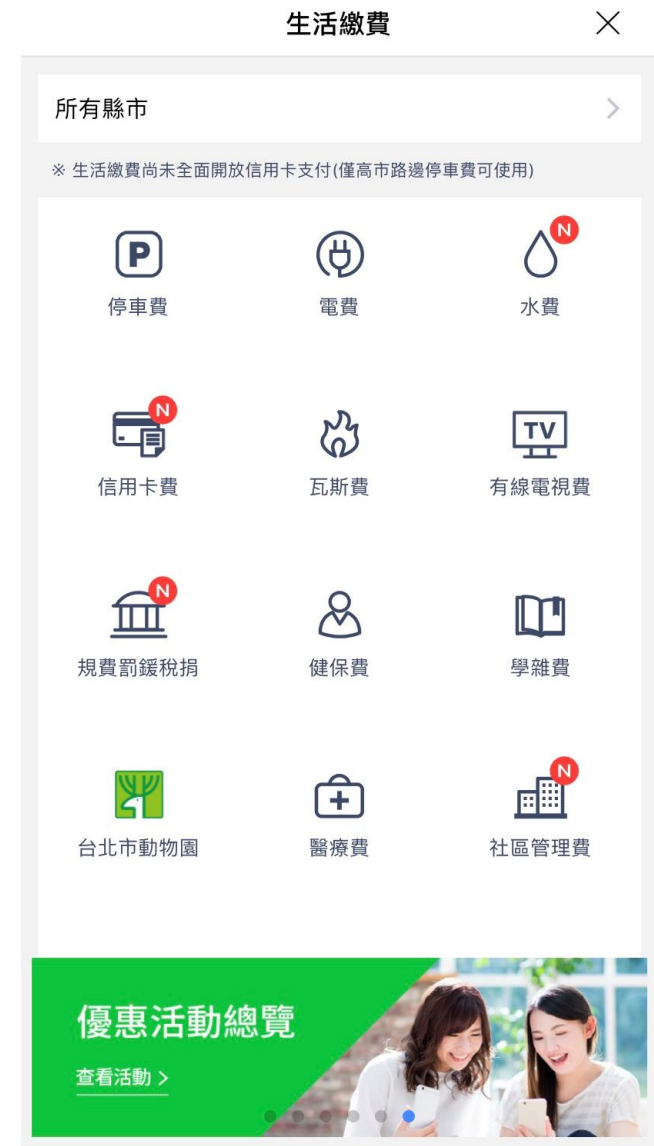 生活繳費
所有縣市
※ 生活繳費尚未全面開放信用卡支付(僅高市路邊停車費可使用)
P
停車費
電費
N
水費
N
信用卡費
瓦斯費
TV
有線電視費
N
規費罰鍰稅捐
健保費
學雜費
台北市動物園
醫療費
N
社區管理費
優惠活動總覽
查看活動 >